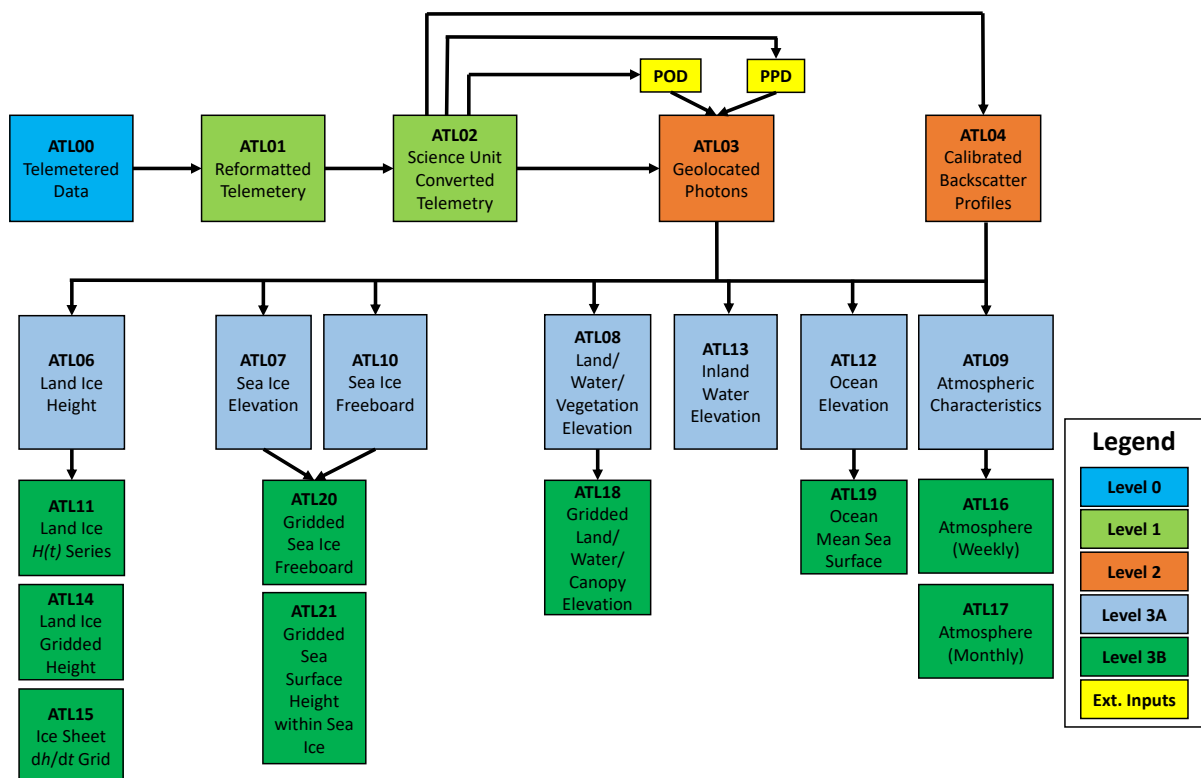 POD
PPD
ATL00
Telemetered
Data
ATL01
Reformatted
Telemetery
ATL02
Science Unit
Converted
Telemetry
ATL03
Geolocated
Photons
ATL04
Calibrated
Backscatter
Profiles
ATL06
Land Ice
Height
ATL07
Sea Ice
Elevation
ATL10
Sea Ice
Freeboard
ATL08
Land/
Water/
Vegetation
Elevation
ATL13
Inland
Water
Elevation
ATL12
Ocean
Elevation
ATL09
Atmospheric
Characteristics
ATL11
Land Ice
H(t) Series
ATL14
Land Ice
Gridded
Height
ATL15
Ice Sheet
dh/dt Grid
ATL20
Gridded
Sea Ice
Freeboard
ATL21
Gridded
Sea
Surface
Height
within Sea
Ice
ATL18
Gridded
Land/
Water/
Canopy
Elevation
ATL19
Ocean
Mean Sea
Surface
ATL16
Atmosphere
(Weekly)
ATL17
Atmosphere
(Monthly)
Legend
Level 0
Level 1
Level 2
Level 3A
Level 3B
Ext. Inputs